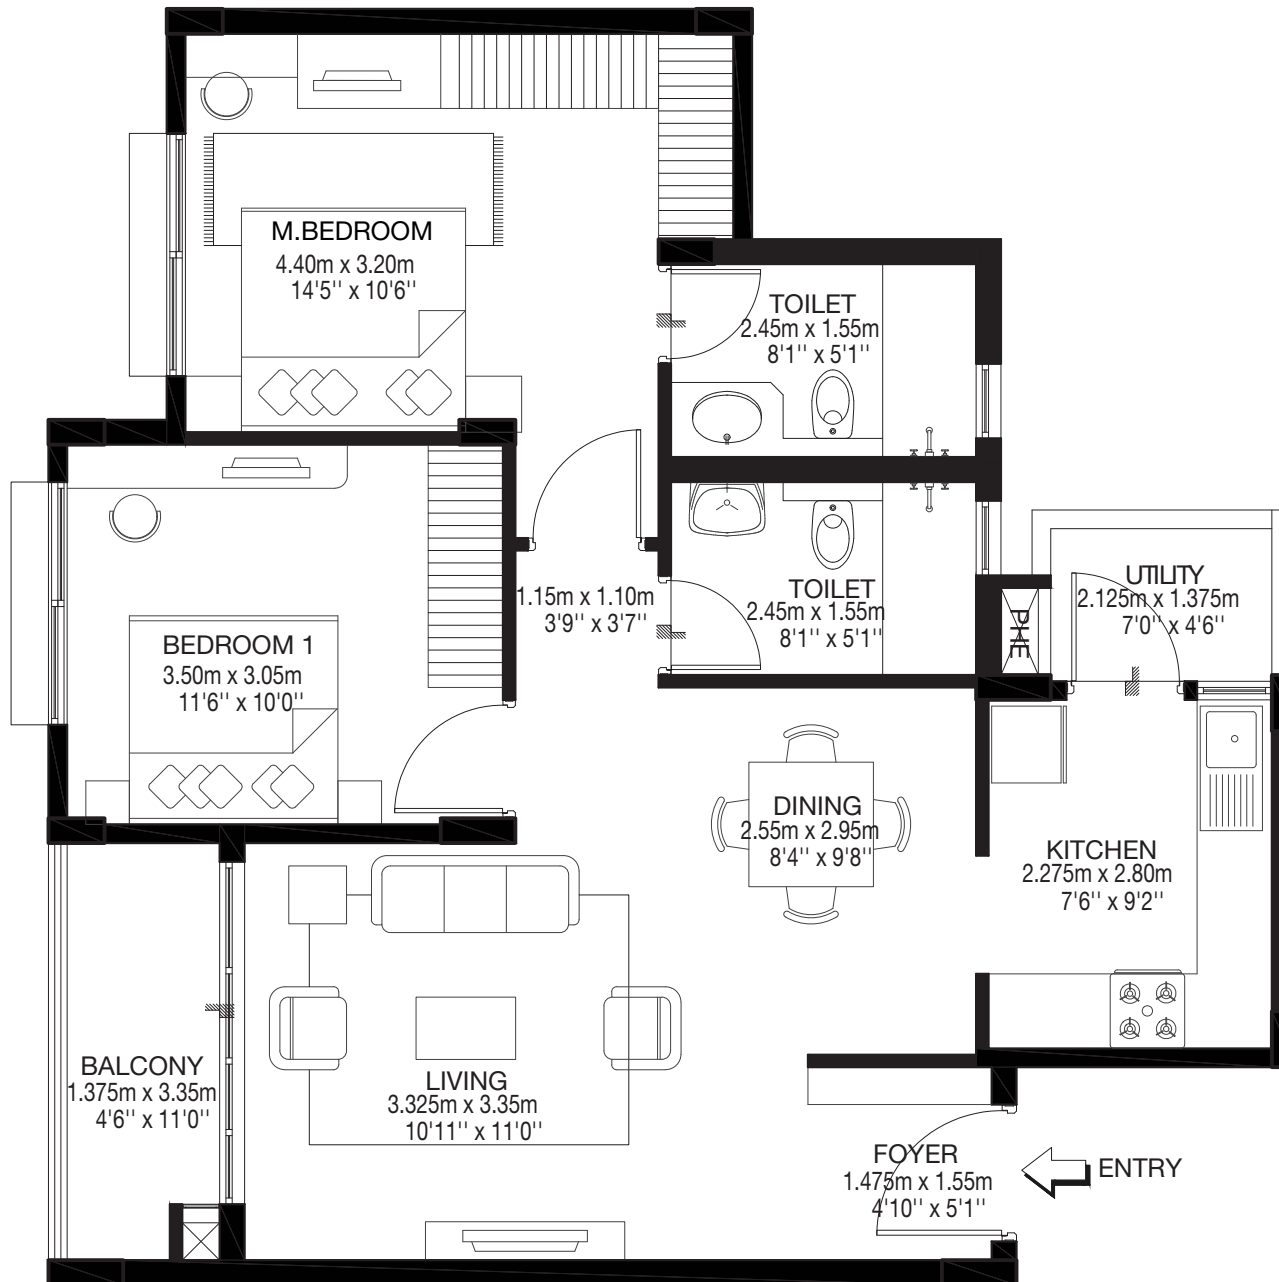 M.BEDROOM
4.40m x 3.20m
14'5'' x 10'6''
TOILET
2.45m x 1.55m
8'1'' x 5'1''
TOILET
2.45m x 1.55m
8'1'' x 5'1''
1.15m x 1.10m
3'9'' x 3'7''
PHE
UTILITY
2.125m x 1.375m
7'0'' x 4'6''
BEDROOM 1
3.50m x 3.05m
11'6'' x 10'0''
DINING
2.55m x 2.95m
8'4'' x 9'8''
KITCHEN
2.275m x 2.80m
7'6'' x 9'2''
BALCONY
1.375m x 3.35m
4'6'' x 11'0''
LIVING
3.325m x 3.35m
10'11'' x 11'0''
FOYER
1.475m x 1.55m
4'10'' x 5'1''
ENTRY